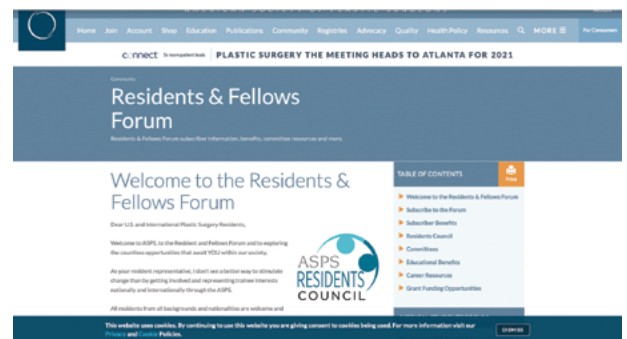 Home Join Account Shop Education Publications Community Registries Advocacy Quality Health Policy Resources MORE For Consumers
PLASTIC SURGERY THE MEETING HEADS TO ATLANTA FOR 2021
Community
Residents & Fellows
Forum
Residents & Fellows Forum subscriber information, benefits, committee resources and more.
Welcome to the Residents &
Fellows Forum
Dear U.S. and International Plastic Surgery Residents,
Welcome to ASPS, to the Resident and Fellows Forum and to exploring
the countless opportunities that await YOU within our society.
As your resident representative, I don't see a better way to stimulate
change than by getting involved and representing trainee interests
nationally and internationally through the ASPS.
All residents from all backgrounds and nationalities are welcome and
ASPS
RESIDENTS
COUNCIL
TABLE OF CONTENTS
Print
Welcome to the Residents & Fellows Forum
Subscribe to the Forum
Subscriber Benefits
Residents Council
Committees
Educational Benefits
Career Resources
Grant Funding Opportunities
This website uses cookies. By continuing to use this website you are giving consent to cookies being used. For more information visit our
Privacy and Cookie Policies.
DISMISS